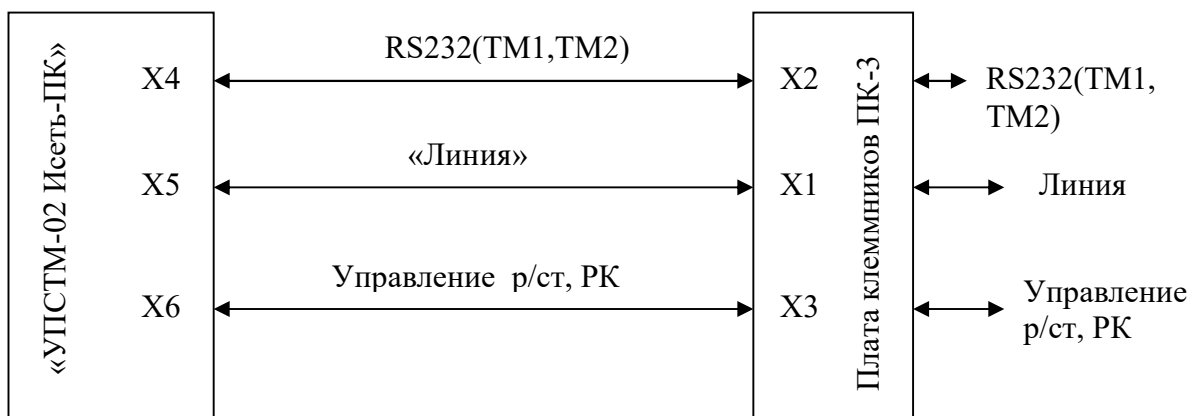 «УПСТМ-02 Исеть-ПК»
X4
RS232(TM1,TM2)
X2
RS232(TM1,
TM2)
X5
«Линия»
X1
Линия
X6
Управление р/ст, РК
X3
Управление
р/ст, РК
Плата клеммников ПК-3